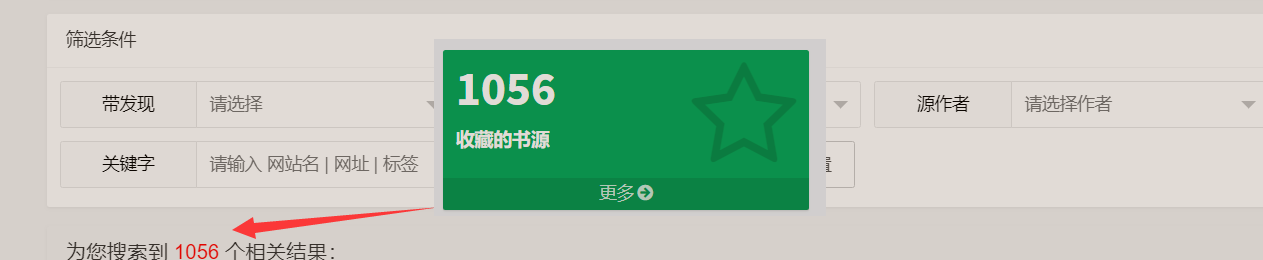 筛选条件
带发现 请选择
源作者 请选择作者
1056
收藏的书源
更多
关键字 请输入 网站名 | 网址 | 标签
置
为您搜索到 1056 个相关结果: